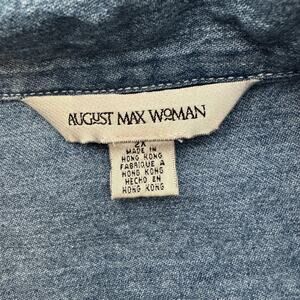 AUGUST MAX WOMAN
2X
MADE IN
HONG KONG
FABRIQUE A
HONG KONG
HECHO EN
HONG KONG